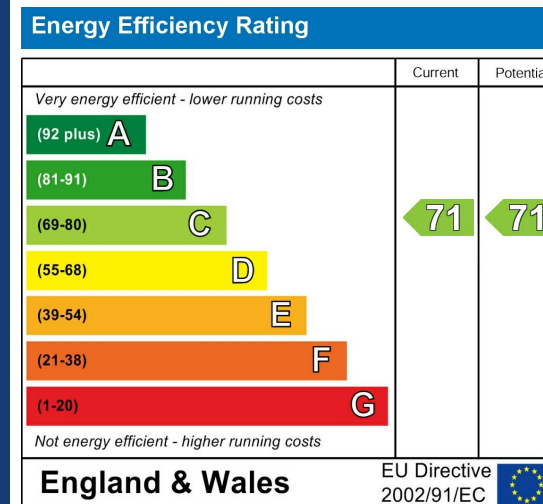 Energy Efficiency Rating
Current Potentia
Very energy efficient - lower running costs
(92 plus) A
(81-91) B
(69-80) C 71 71
(55-68) D
(39-54) E
(21-38) F
(1-20) G
Not energy efficient - higher running costs
England & Wales
EU Directive
2002/91/EC